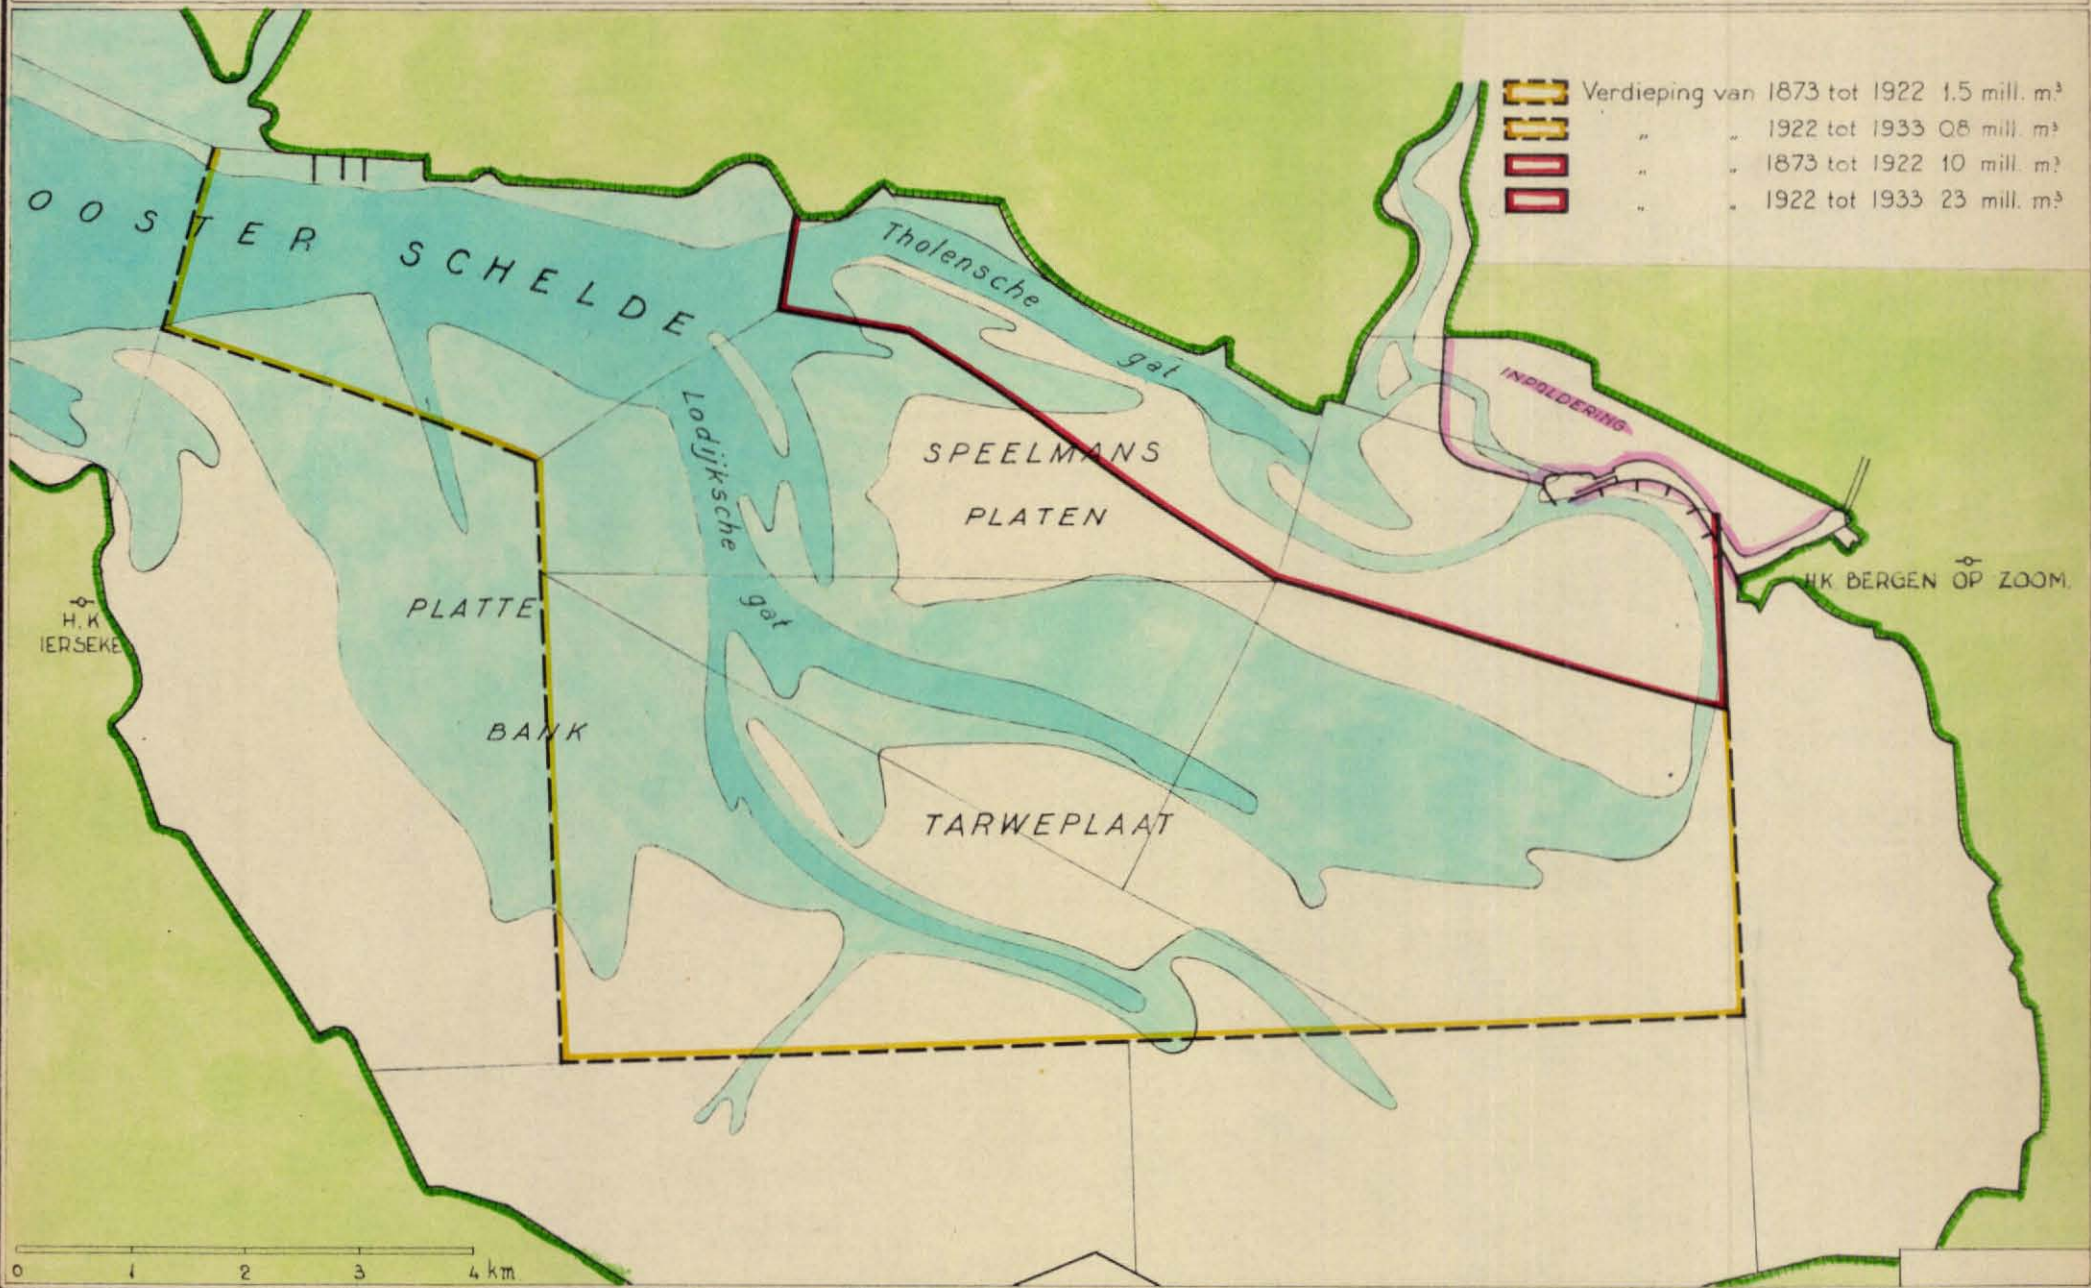 Verdieping van 1873 tot 1922 1.5 mill. m³
„ „ 1922 tot 1933 0.8 mill. m³
„ „ 1873 tot 1922 10 mill. m³
„ „ 1922 tot 1933 23 mill. m³
OOSTER SCHELDE
Tholensche gat
INPOLDERING
Lodijksche gat
SPEELMANS
PLATEN
H.K. BERGEN OP ZOOM.
H.K
IERSEKE
PLATTE
BANK
TARWEPLAAT
0 1 2 3 4 km